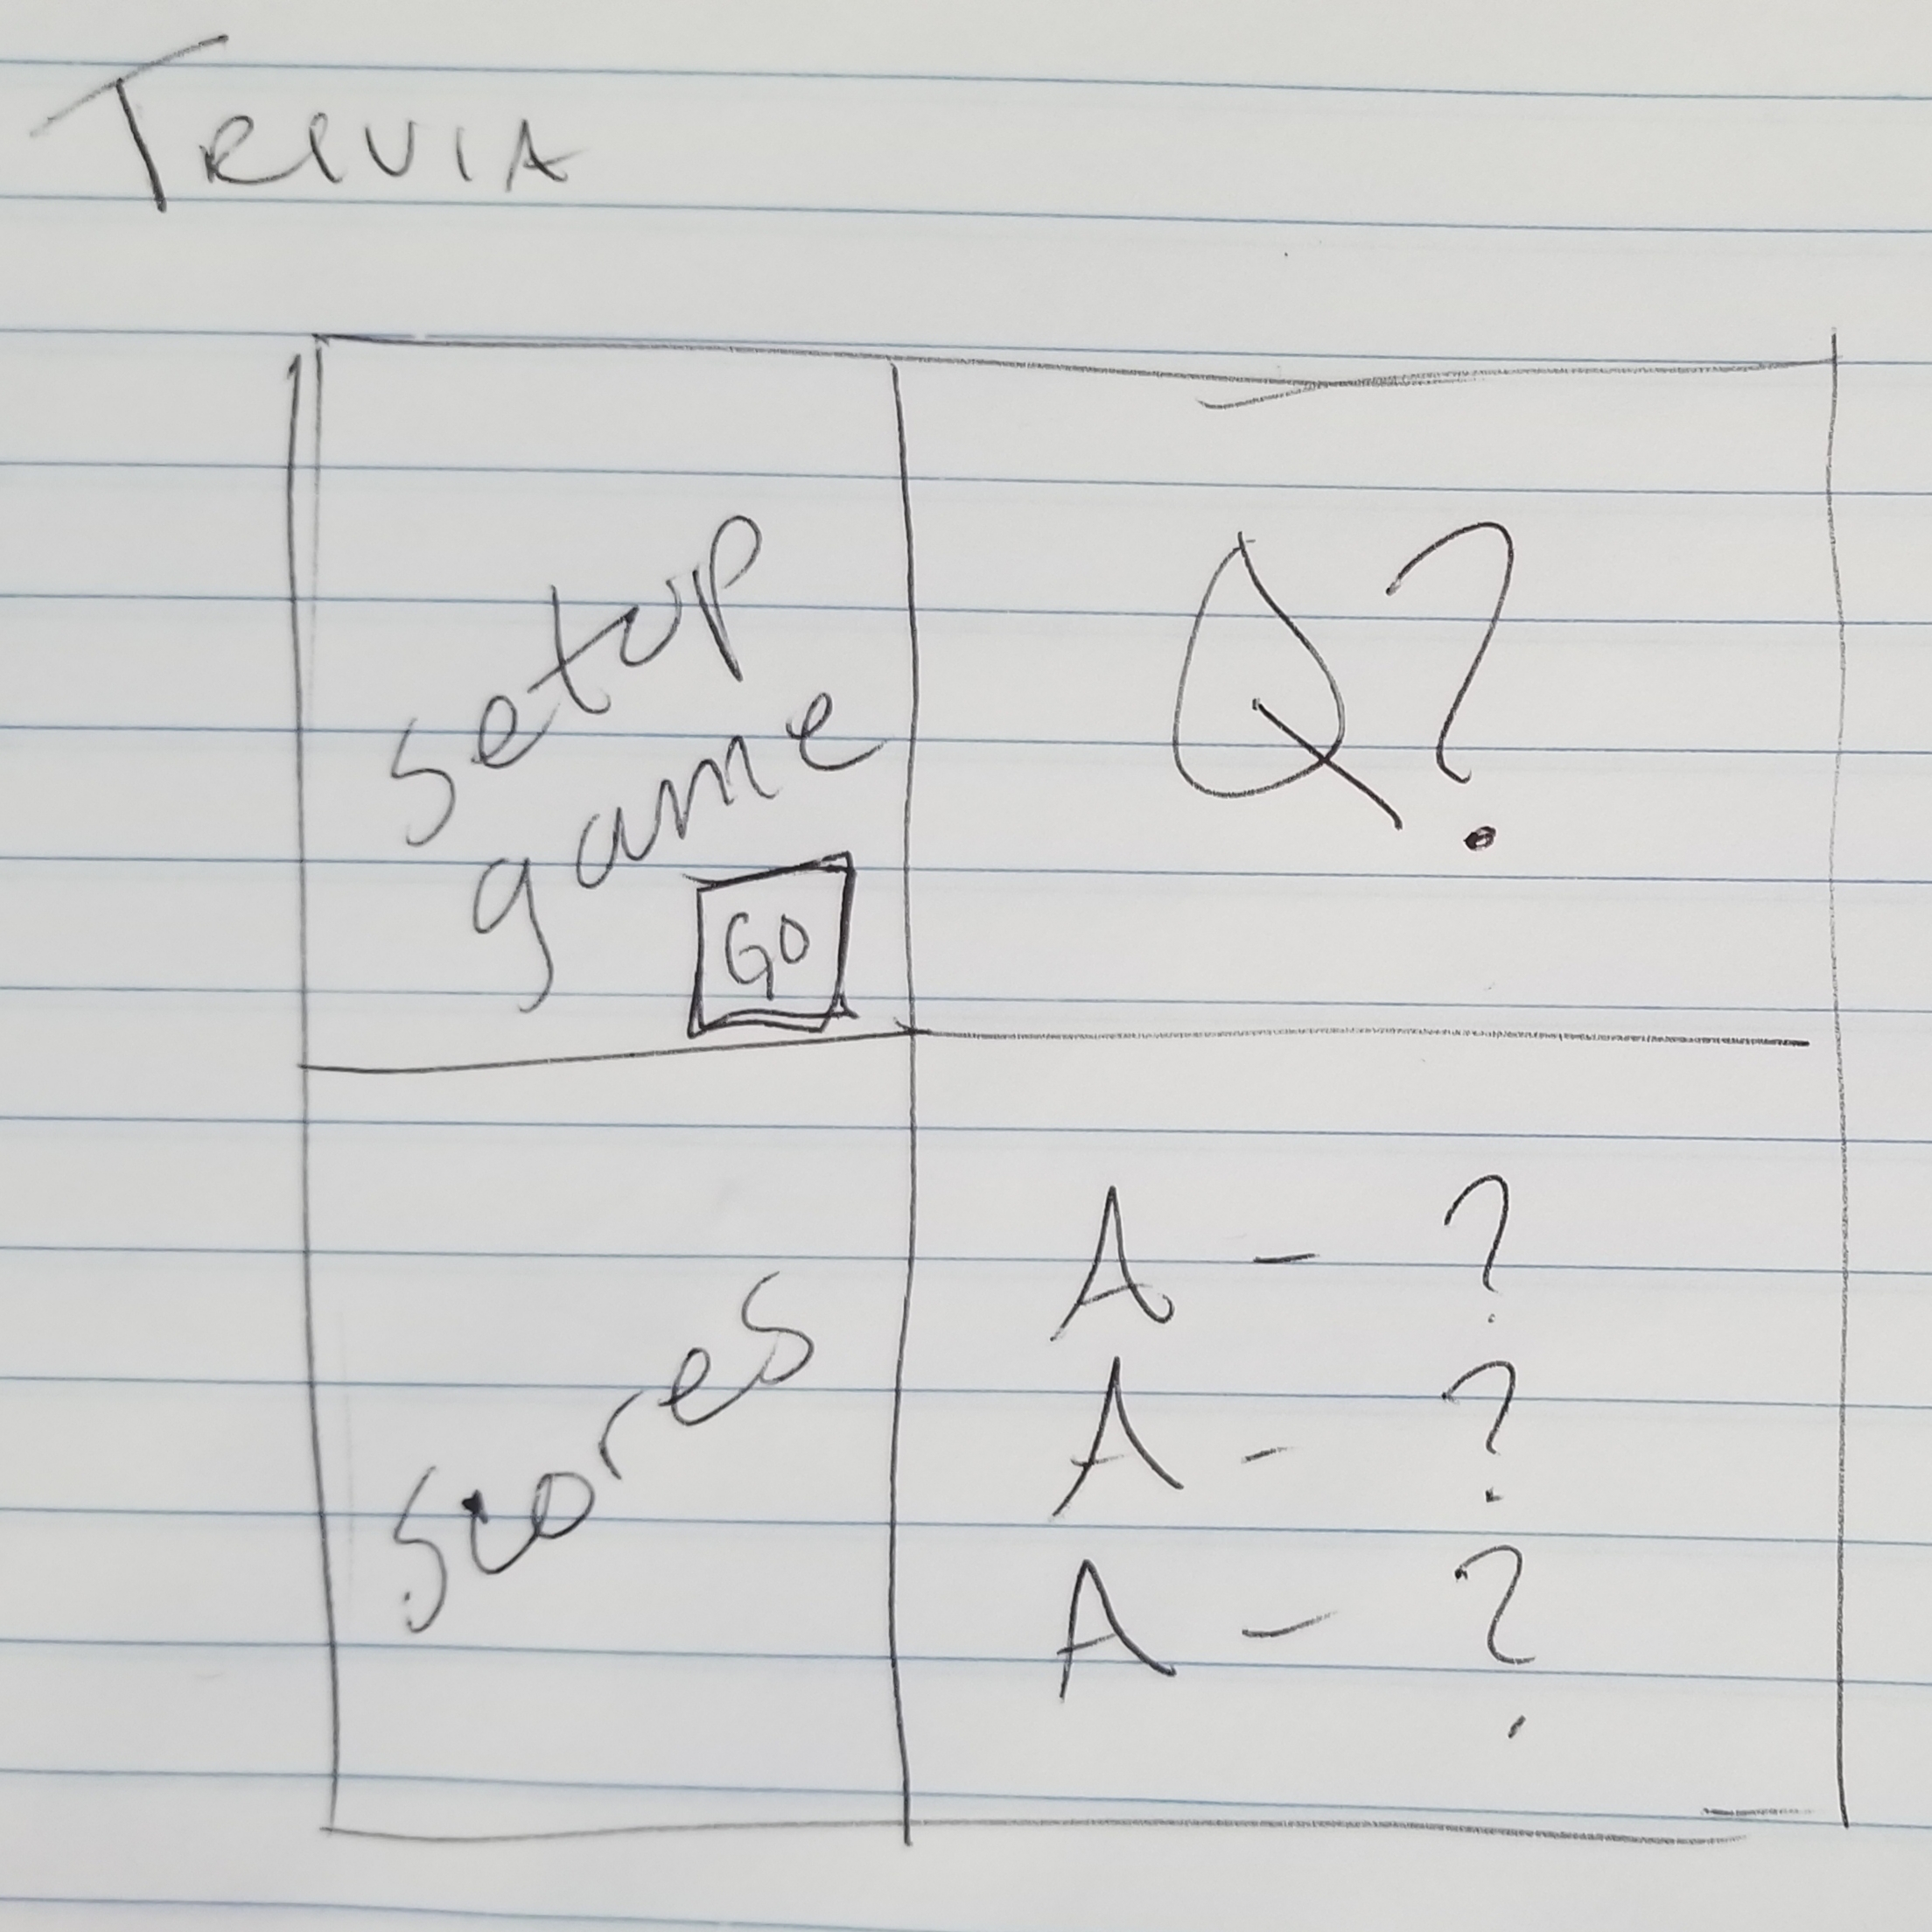 TRIVIA
setup
game
GO
Q?
scores
A - ?
A - ?
A - ?